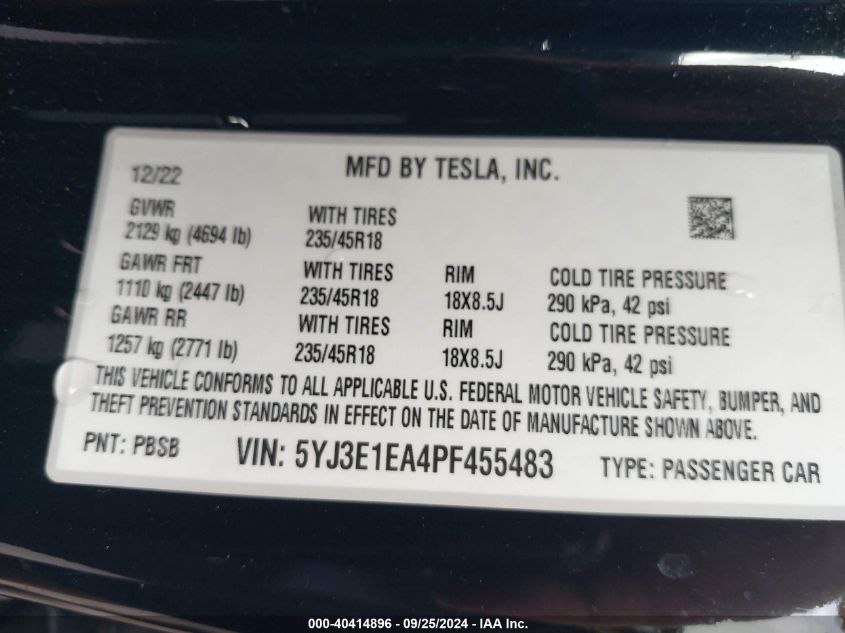 12/22 MFD BY TESLA, INC.
GVWR WITH TIRES
2129 kg (4694 lb) 235/45R18
GAWR FRT WITH TIRES RIM COLD TIRE PRESSURE
1110 kg (2447 lb) 235/45R18 18X8.5J 290 kPa, 42 psi
GAWR RR WITH TIRES RIM COLD TIRE PRESSURE
1257 kg (2771 lb) 235/45R18 18X8.5J 290 kPa, 42 psi
THIS VEHICLE CONFORMS TO ALL APPLICABLE U.S. FEDERAL MOTOR VEHICLE SAFETY, BUMPER, AND
THEFT PREVENTION STANDARDS IN EFFECT ON THE DATE OF MANUFACTURE SHOWN ABOVE.
PNT: PBSB VIN: 5YJ3E1EA4PF455483 TYPE: PASSENGER CAR
000-40414896 - 09/25/2024 - IAA Inc.